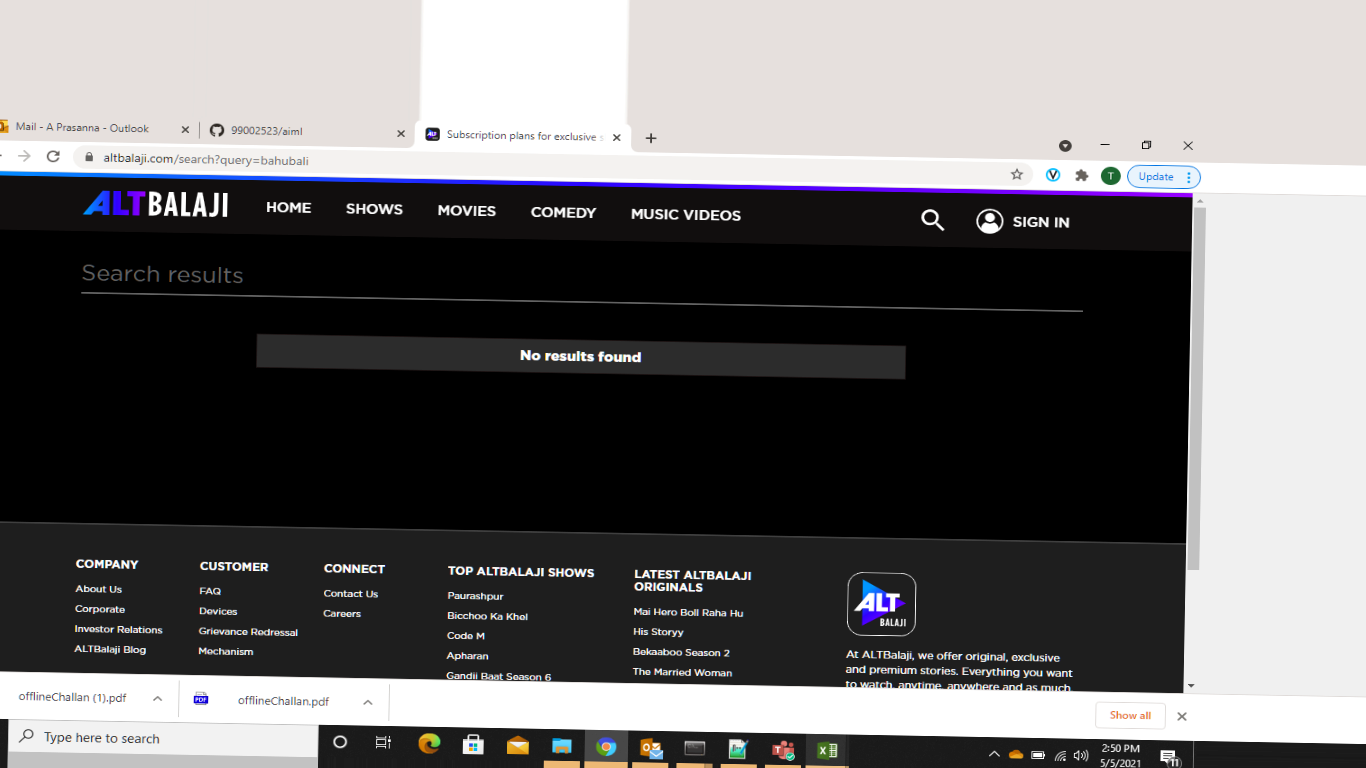 Mail - A Prasanna - Outlook
99002523/aiml
Subscription plans for exclusive s
altbalaji.com/search?query=bahubali
T
Update
ALTBALAJI
HOME
SHOWS
MOVIES
COMEDY
MUSIC VIDEOS
SIGN IN
Search results
No results found
COMPANY
About Us
Corporate
Investor Relations
ALTBalaji Blog
CUSTOMER
FAQ
Devices
Grievance Redressal
Mechanism
CONNECT
Contact Us
Careers
TOP ALTBALAJI SHOWS
Paurashpur
Bicchoo Ka Khel
Code M
Apharan
Gandii Baat Season 6
LATEST ALTBALAJI
ORIGINALS
Mai Hero Boll Raha Hu
His Storyy
Bekaaboo Season 2
The Married Woman
ALT
BALAJI
At ALTBalaji, we offer original, exclusive
and premium stories. Everything you want
to watch, anytime, anywhere and as much
offlineChallan (1).pdf
PDF
offlineChallan.pdf
Show all
Type here to search
2:50 PM
5/5/2021
11